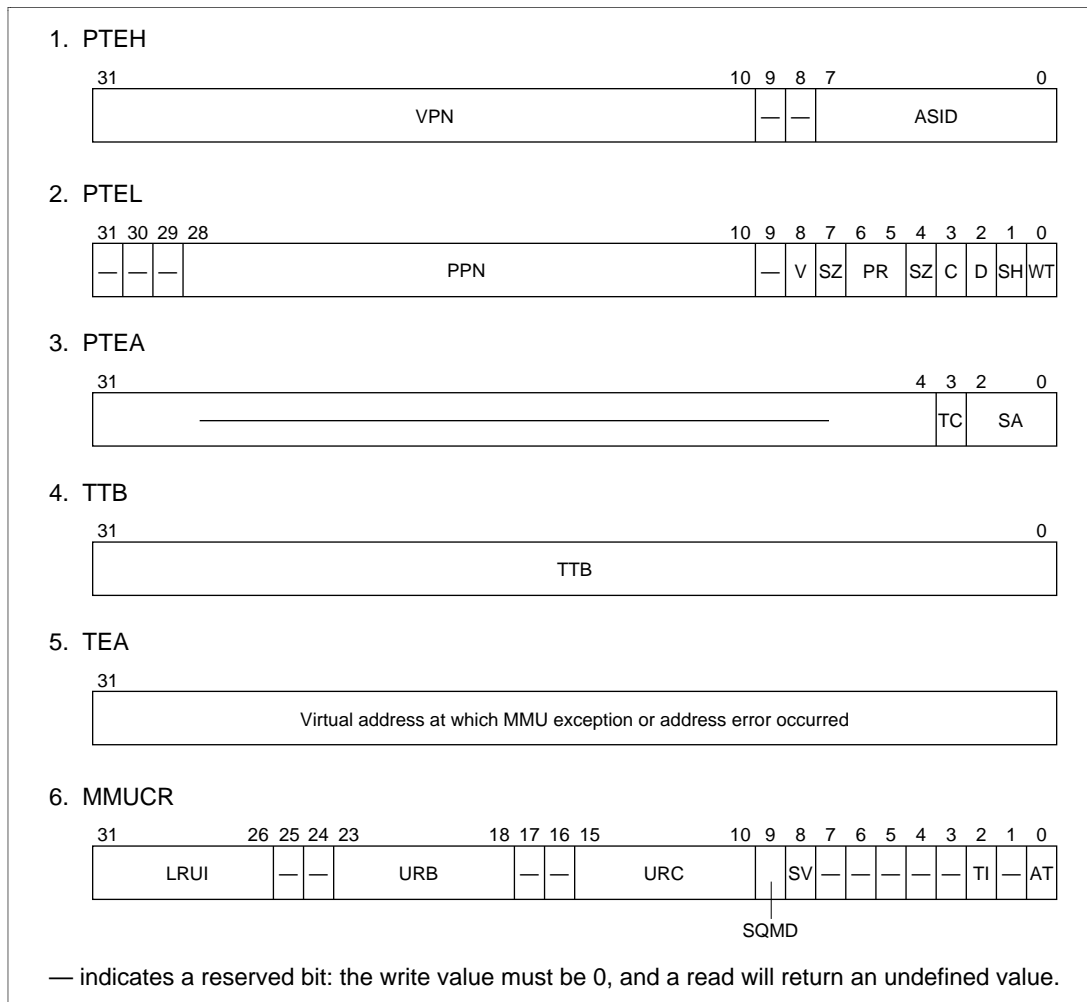 1. PTEH
31 10 9 8 7 0
VPN — — ASID
2. PTEL
31 30 29 28 10 9 8 7 6 5 4 3 2 1 0
— — — PPN — V SZ PR SZ C D SH WT
3. PTEA
31 4 3 2 0
— TC SA
4. TTB
31 0
TTB
5. TEA
31
Virtual address at which MMU exception or address error occurred
6. MMUCR
31 26 25 24 23 18 17 16 15 10 9 8 7 6 5 4 3 2 1 0
LRUI — — URB — — URC SV — — — — — TI — AT
SQMD
— indicates a reserved bit: the write value must be 0, and a read will return an undefined value.